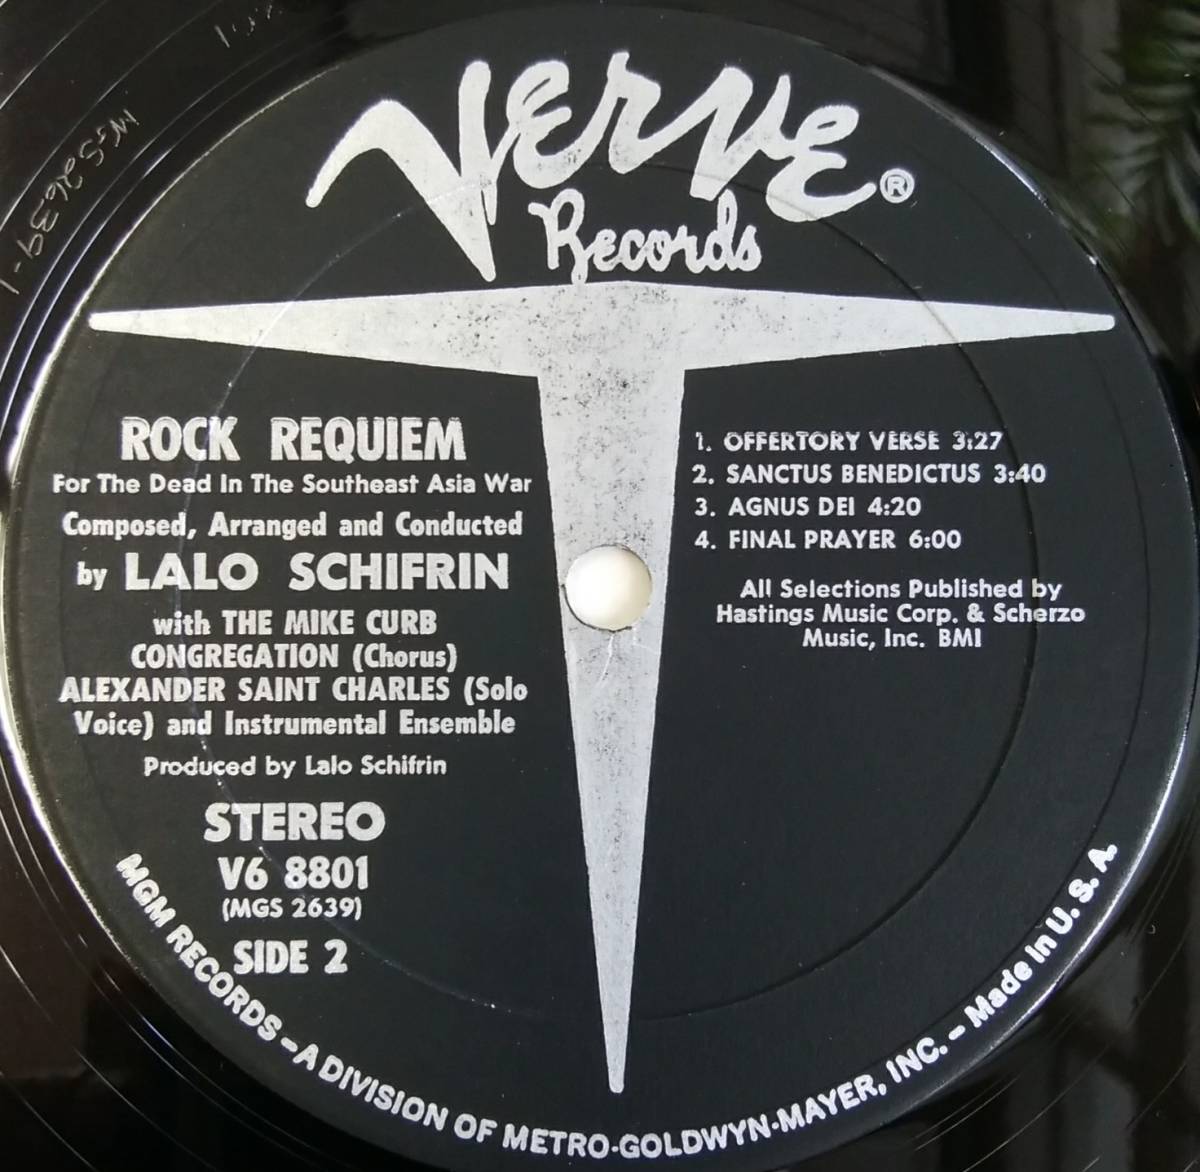 Verve®
Records
ROCK REQUIEM
For The Dead In The Southeast Asia War
Composed, Arranged and Conducted
by LALO SCHIFRIN
with THE MIKE CURB
CONGREGATION (Chorus)
ALEXANDER SAINT CHARLES (Solo
Voice) and Instrumental Ensemble
Produced by Lalo Schifrin
STEREO
V6 8801
(MGS 2639)
SIDE 2
1. OFFERTORY VERSE 3:27
2. SANCTUS BENEDICTUS 3:40
3. AGNUS DEI 4:20
4. FINAL PRAYER 6:00
All Selections Published by
Hastings Music Corp. & Scherzo
Music, Inc. BMI
MGM RECORDS – A DIVISION OF METRO-GOLDWYN-MAYER, INC. – Made in U. S. A.